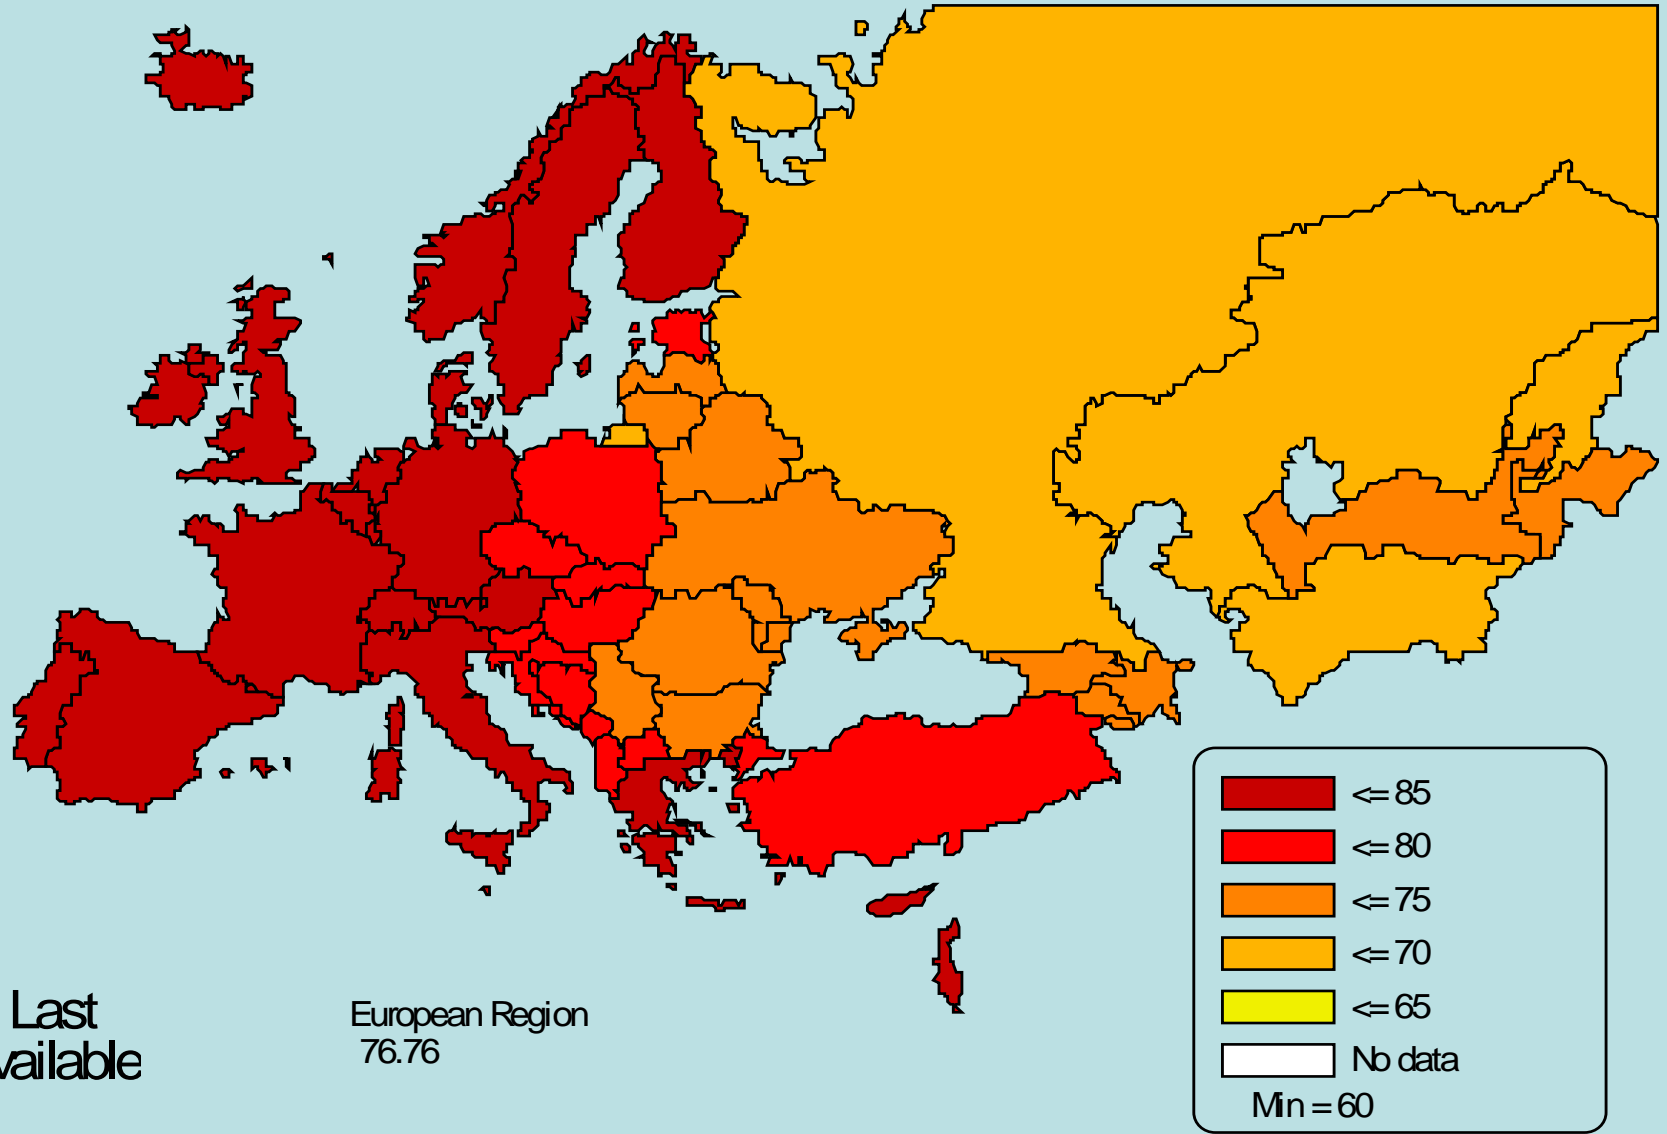 <= 85
<= 80
<= 75
<= 70
<= 65
No data
Min = 60
Last
vailable
European Region
76.76